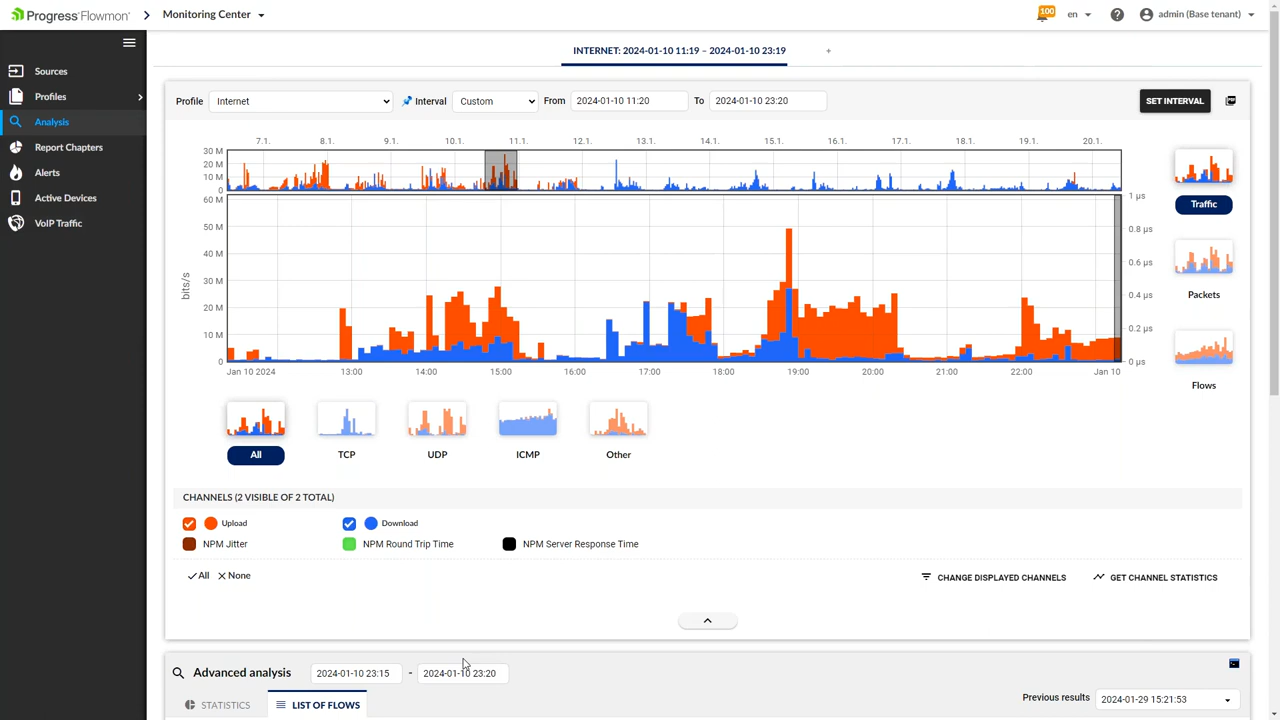 Progress® Flowmon® > Monitoring Center
100 en admin (Base tenant)
Sources
Profiles
Analysis
Report Chapters
Alerts
Active Devices
VoIP Traffic
INTERNET: 2024-01-10 11:19 – 2024-01-10 23:19 +
Profile Internet Interval Custom From 2024-01-10 11:20 To 2024-01-10 23:20 SET INTERVAL
7.1. 8.1. 9.1. 10.1. 11.1. 12.1. 13.1. 14.1. 15.1. 16.1. 17.1. 18.1. 19.1. 20.1.
30 M
20 M
10 M
0
60 M
50 M
40 M
30 M
20 M
10 M
0
bits/s
1 µs
0.8 µs
0.6 µs
0.4 µs
0.2 µs
0 µs
Jan 10 2024 13:00 14:00 15:00 16:00 17:00 18:00 19:00 20:00 21:00 22:00 Jan 10
Traffic
Packets
Flows
All TCP UDP ICMP Other
CHANNELS (2 VISIBLE OF 2 TOTAL)
Upload Download
NPM Jitter NPM Round Trip Time NPM Server Response Time
All None CHANGE DISPLAYED CHANNELS GET CHANNEL STATISTICS
Advanced analysis 2024-01-10 23:15 - 2024-01-10 23:20
STATISTICS LIST OF FLOWS Previous results 2024-01-29 15:21:53